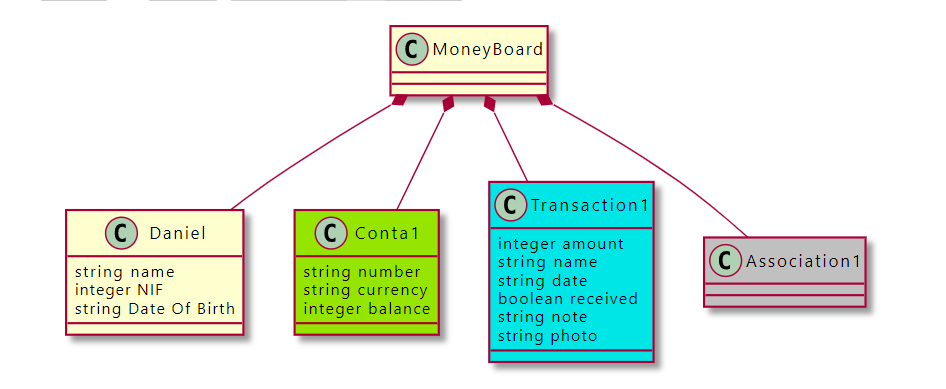 C MoneyBoard
C Daniel
string name
integer NIF
string Date Of Birth
C Conta1
string number
string currency
integer balance
C Transaction1
integer amount
string name
string date
boolean received
string note
string photo
C Association1